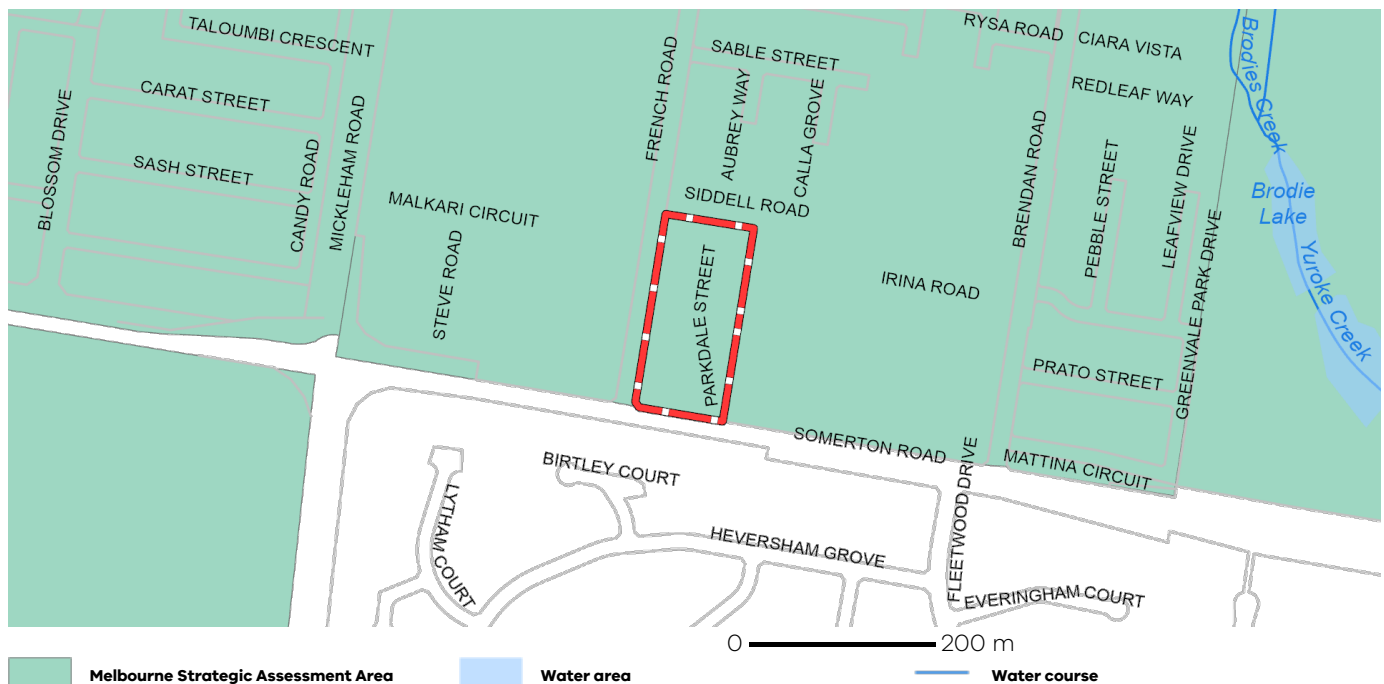 TALOUMBI CRESCENT
CARAT STREET
SASH STREET
BLOSSOM DRIVE
CANDY ROAD
MICKLEHAM ROAD
MALKARI CIRCUIT
STEVE ROAD
FRENCH ROAD
SABLE STREET
AUBREY WAY
CALLA GROVE
SIDDELL ROAD
PARKDALE STREET
RYSA ROAD
CIARA VISTA
REDLEAF WAY
BRENDAN ROAD
PEBBLE STREET
LEAFVIEW DRIVE
IRINA ROAD
GREENVALE PARK DRIVE
PRATO STREET
Brodies Creek
Brodie
Lake
Yuroke Creek
SOMERTON ROAD
MATTINA CIRCUIT
FLEETWOOD DRIVE
BIRTLEY COURT
LYTHAM COURT
HEVERSHAM GROVE
EVERINGHAM COURT
0 200 m
Melbourne Strategic Assessment Area
Water area
Water course